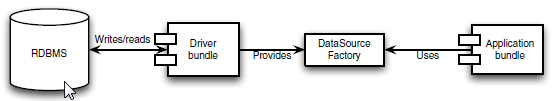 RDBMS
Writes/reads
Driver
bundle
Provides
DataSource
Factory
Uses
Application
bundle